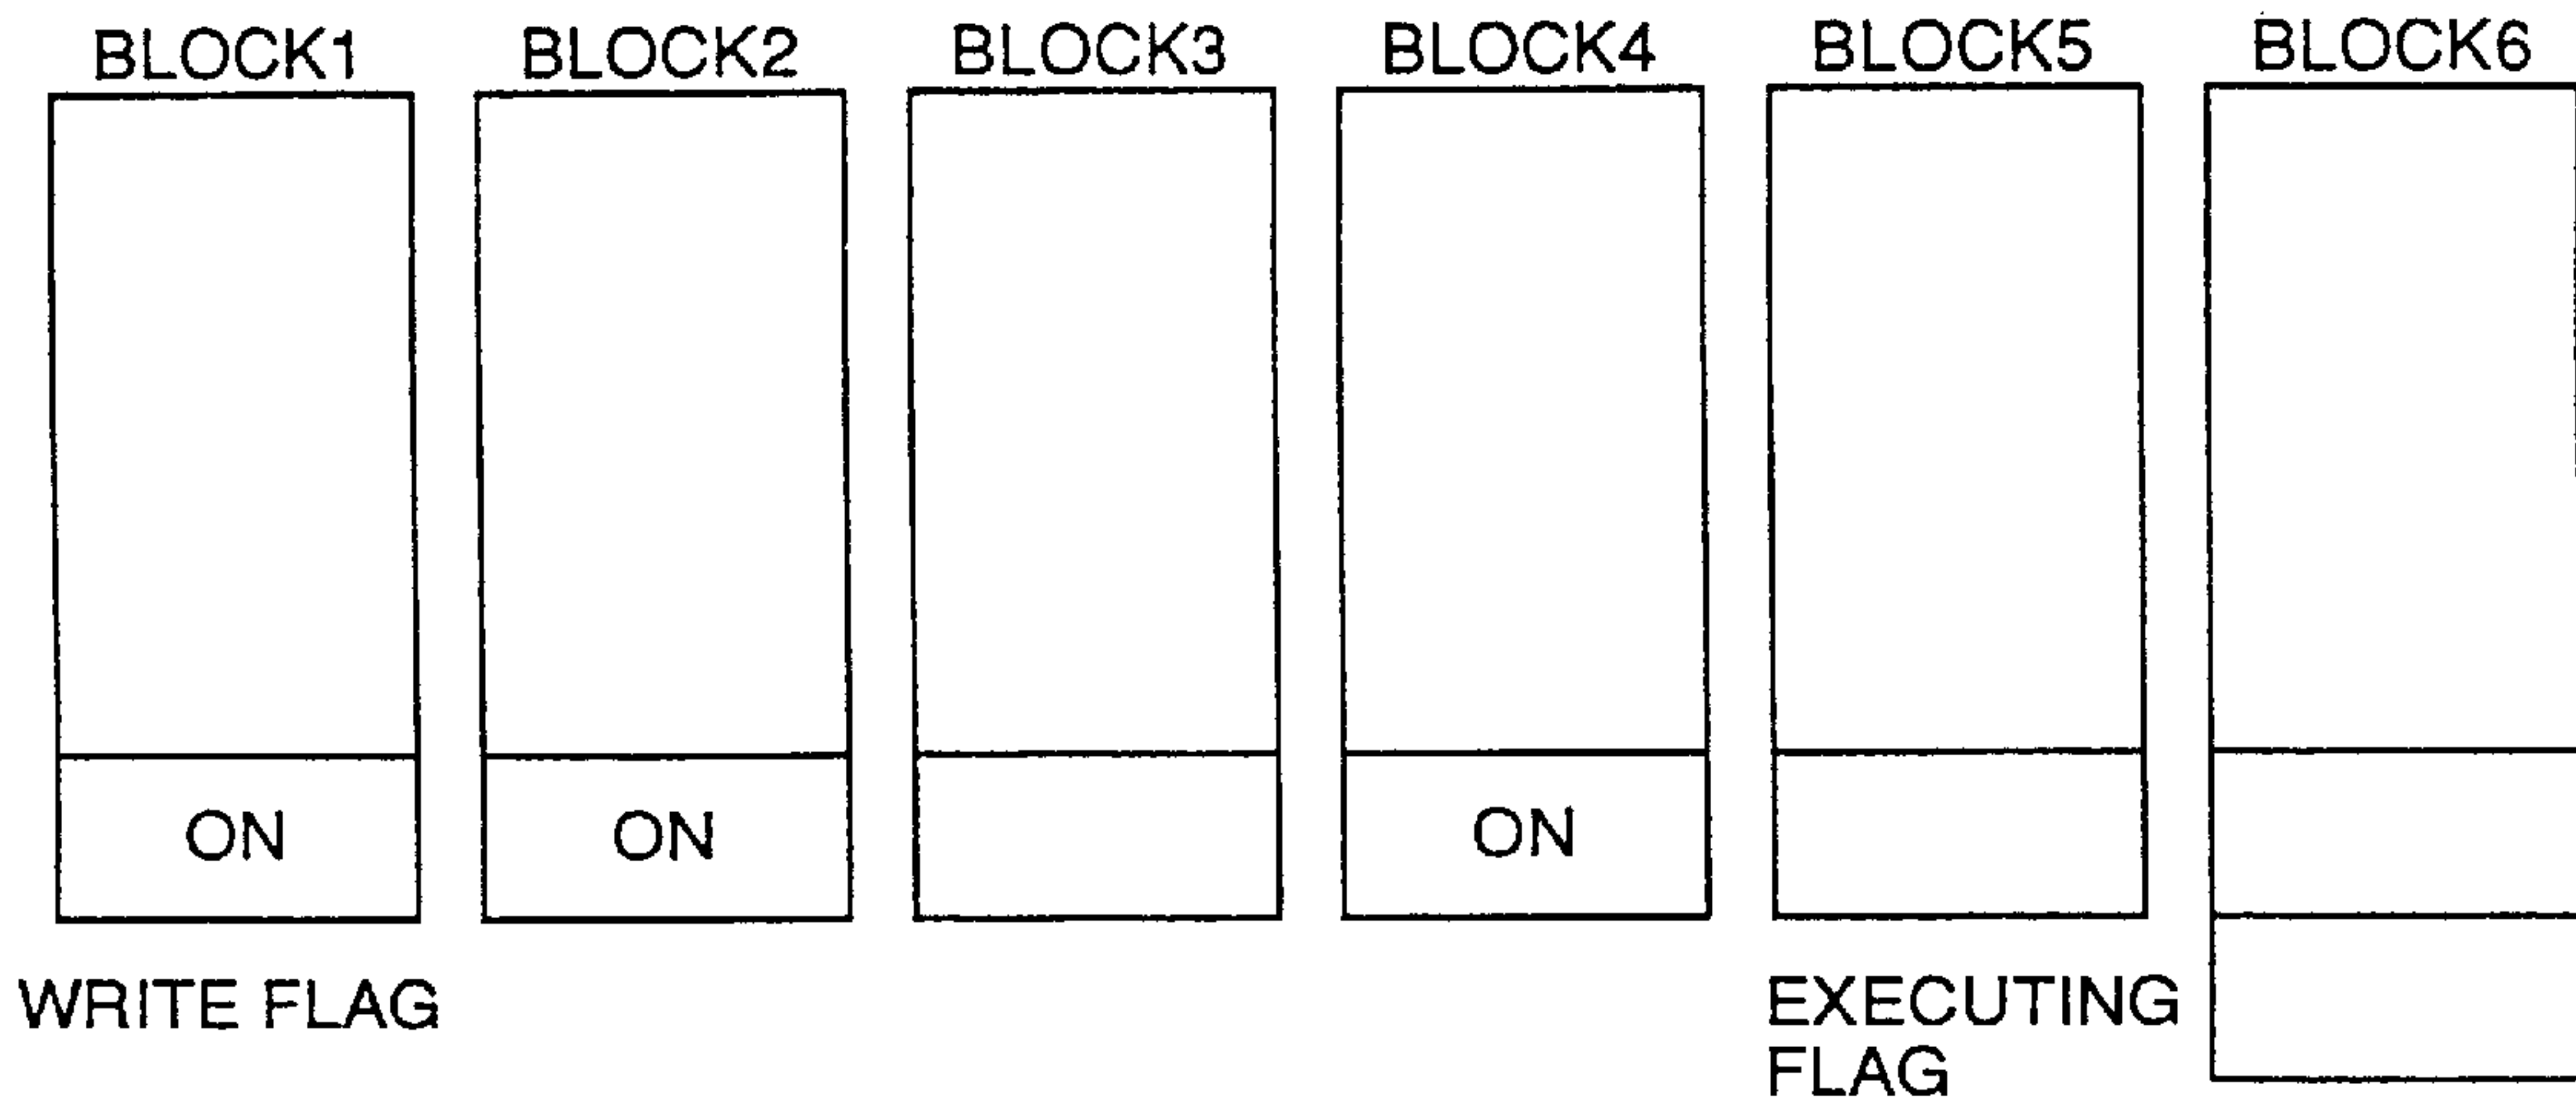 BLOCK1 BLOCK2 BLOCK3 BLOCK4 BLOCK5 BLOCK6
ON ON ON
WRITE FLAG
EXECUTING
FLAG